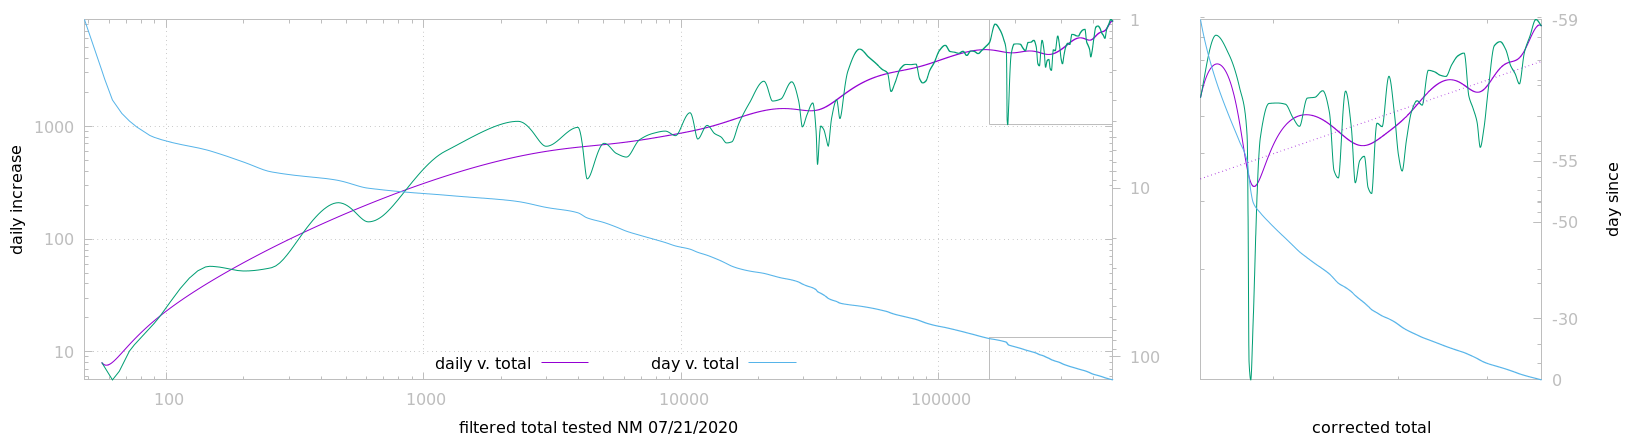 daily increase
1000
100
10
100
1000
10000
100000
1
10
100
daily v. total
day v. total
filtered total tested NM 07/21/2020
-59
-55
-50
-30
0
day since
corrected total